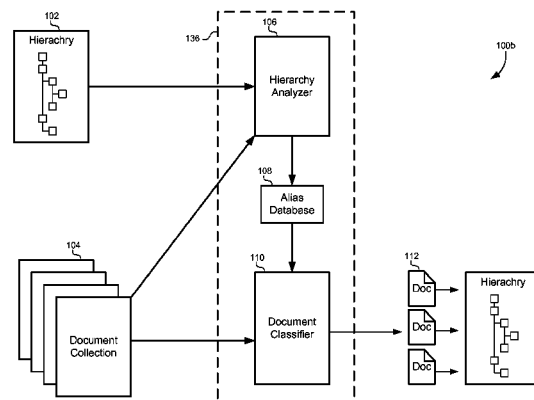 102
Hierachry
136
106
Hierarchy
Analyzer
100b
108
Alias
Database
104
Document
Collection
110
Document
Classifier
112
Doc
Doc
Doc
Hierachry